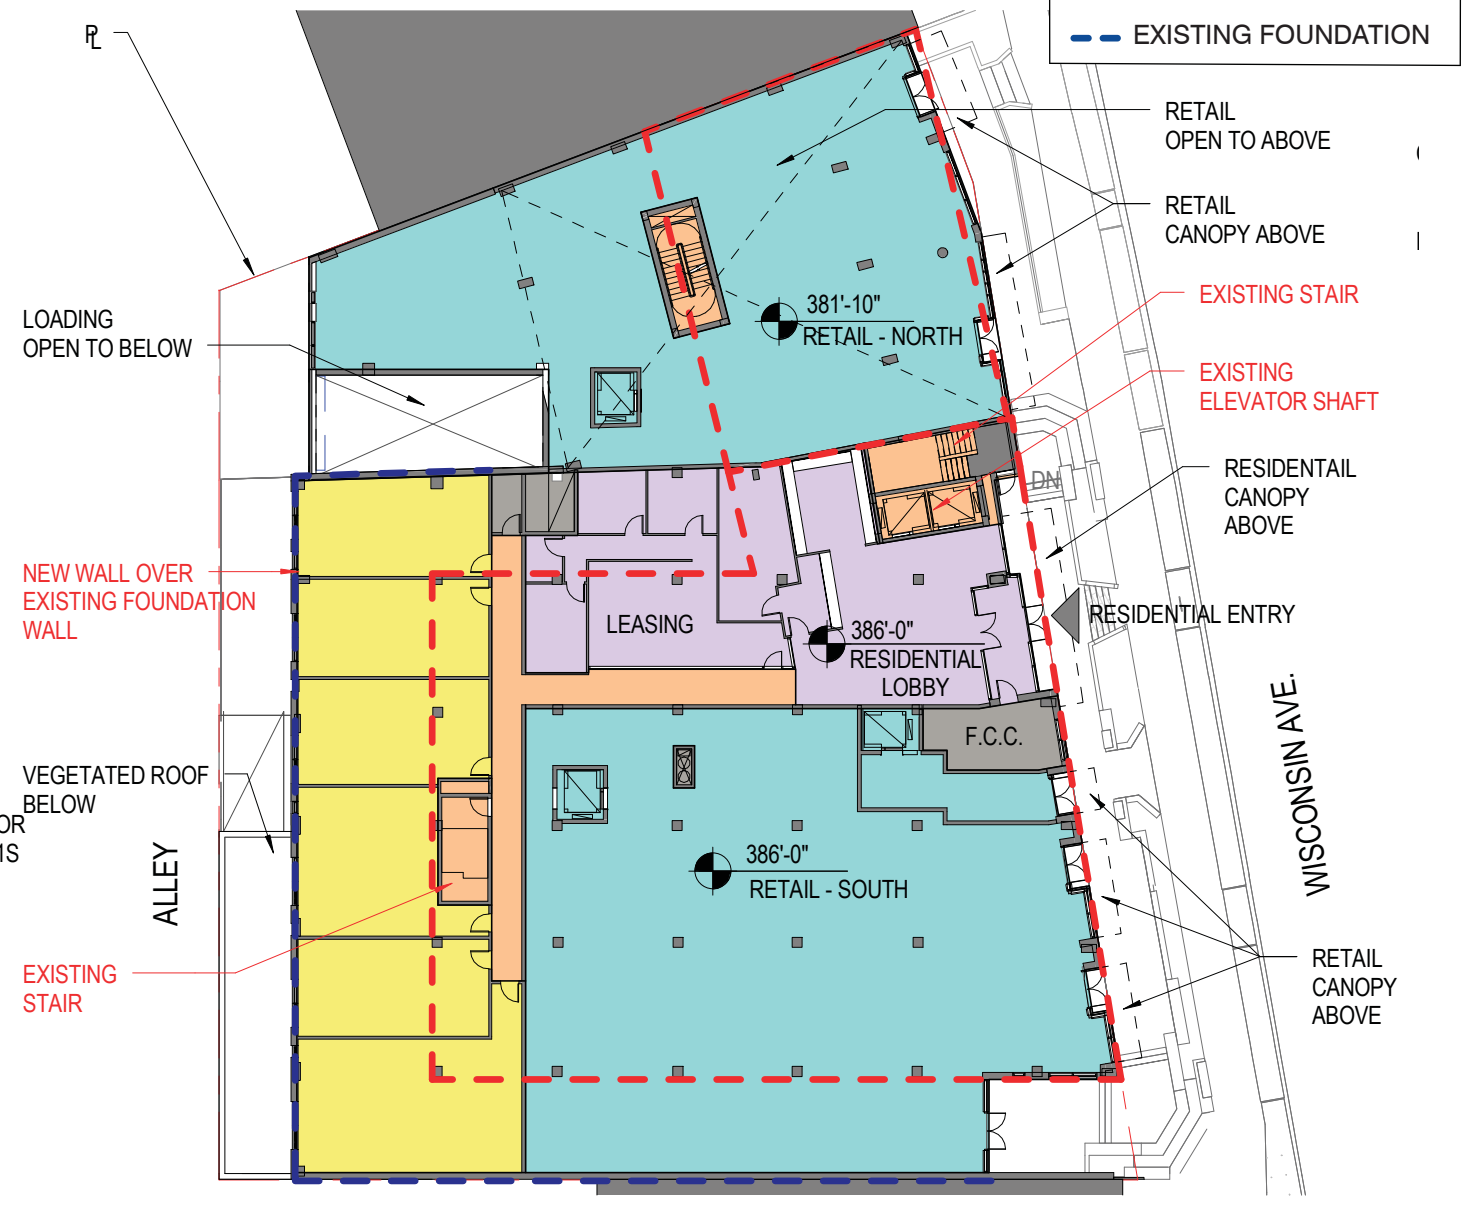 EXISTING FOUNDATION
PL
RETAIL
OPEN TO ABOVE
RETAIL
CANOPY ABOVE
EXISTING STAIR
LOADING
OPEN TO BELOW
381'-10"
RETAIL - NORTH
EXISTING
ELEVATOR SHAFT
DN
RESIDENTAIL
CANOPY
ABOVE
NEW WALL OVER
EXISTING FOUNDATION
WALL
LEASING
386'-0"
RESIDENTIAL
LOBBY
RESIDENTIAL ENTRY
WISCONSIN AVE.
F.C.C.
VEGETATED ROOF
BELOW
OR
1S
ALLEY
386'-0"
RETAIL - SOUTH
EXISTING
STAIR
RETAIL
CANOPY
ABOVE